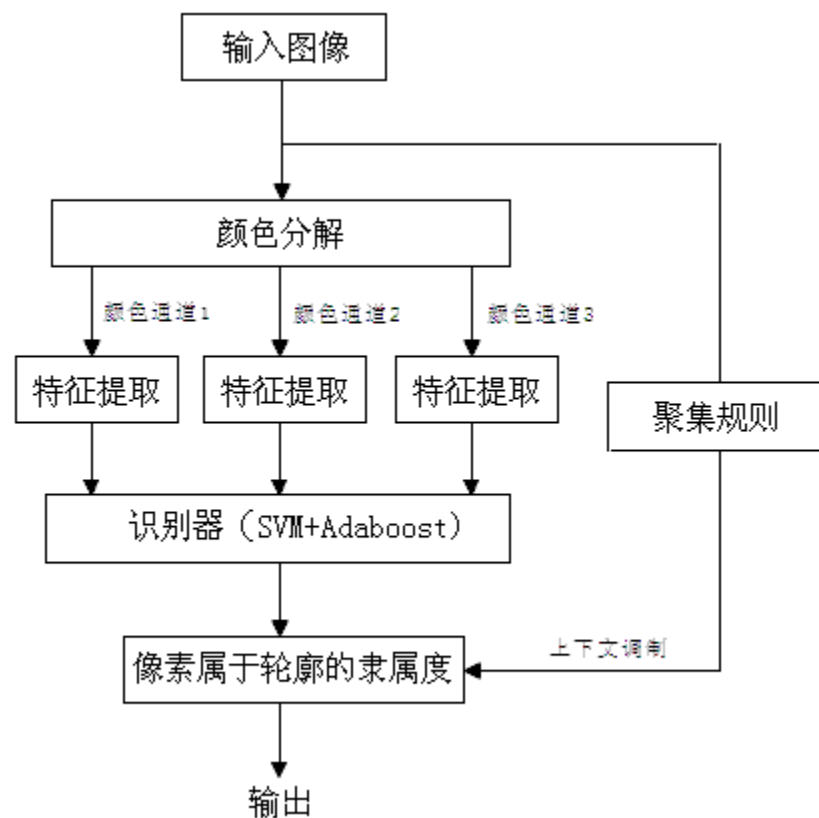 输入图像
颜色分解
颜色通道1
颜色通道2
颜色通道3
特征提取
特征提取
特征提取
聚集规则
识别器（SVM+Adaboost）
上下文调制
像素属于轮廓的隶属度
输出